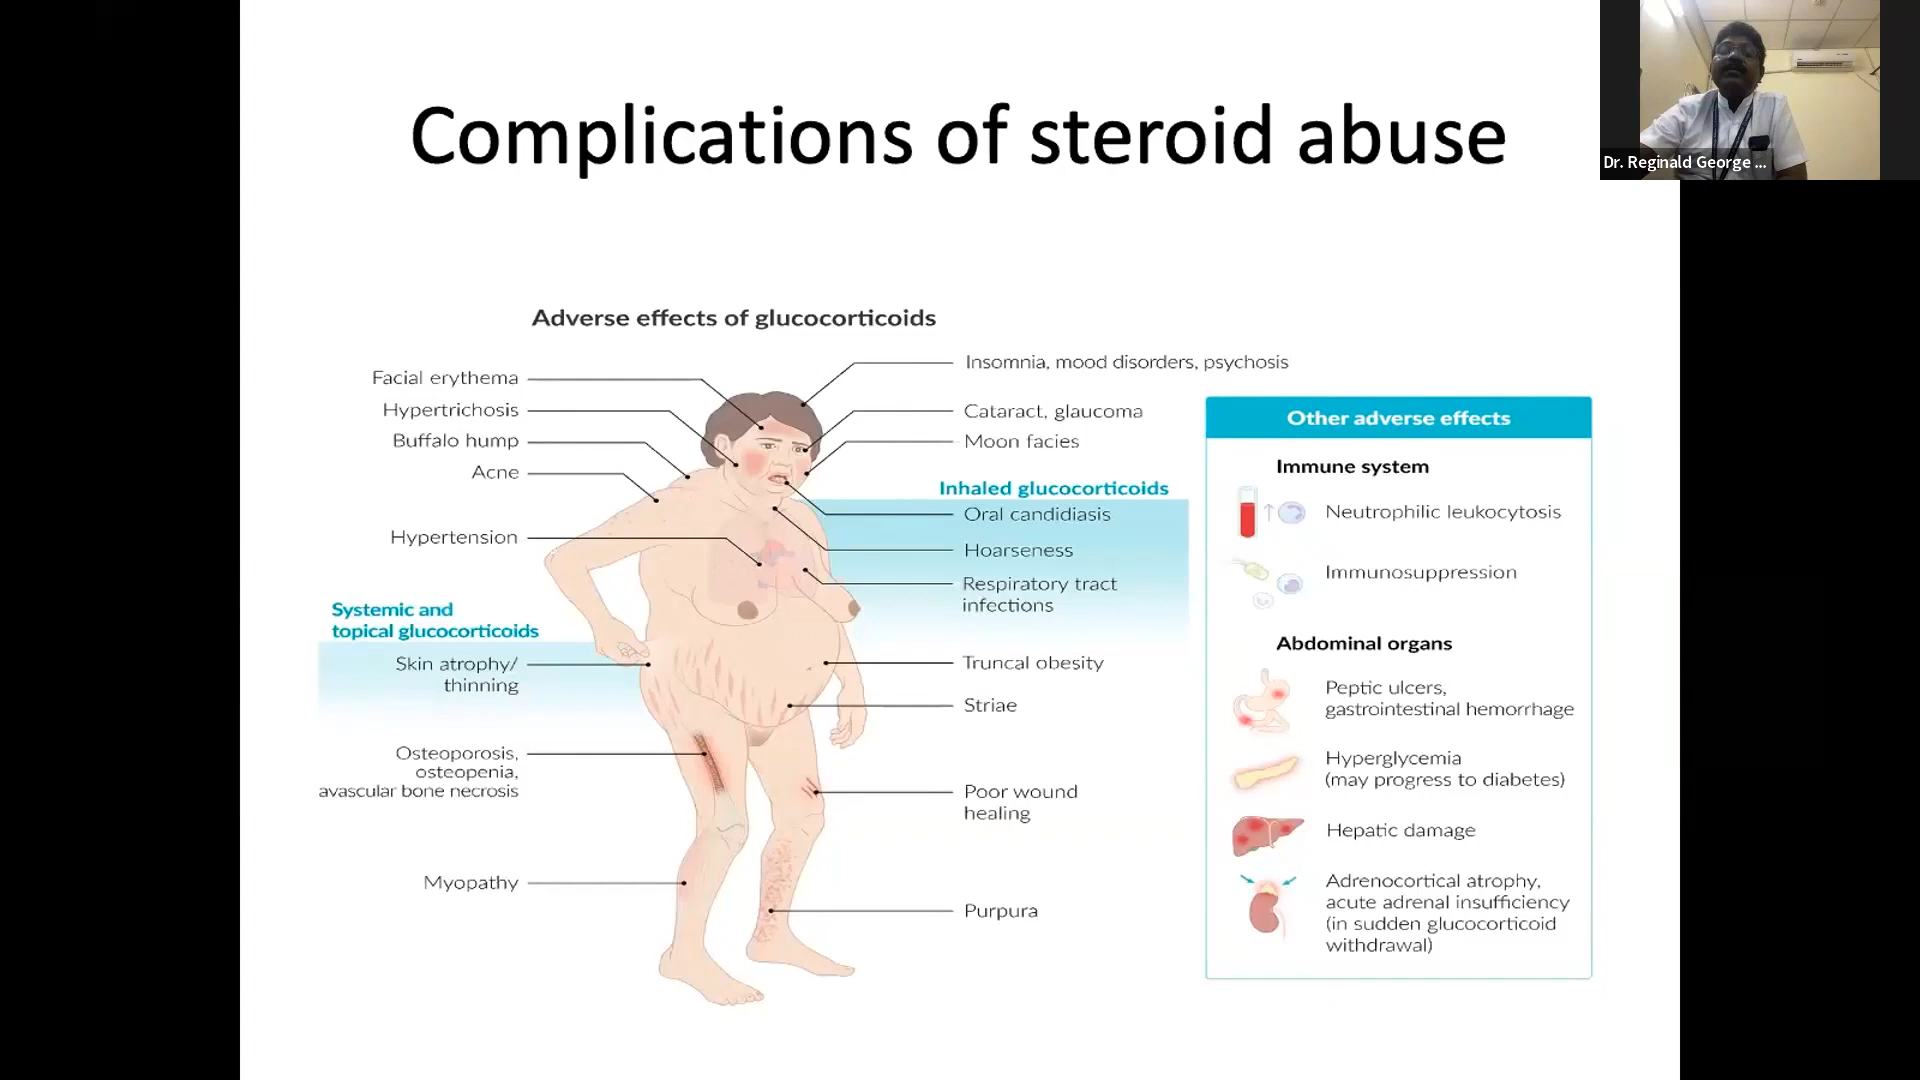 Complications of steroid abuse
Dr. Reginald George ...
Adverse effects of glucocorticoids
Facial erythema
Hypertrichosis
Buffalo hump
Acne
Hypertension
Systemic and
topical glucocorticoids
Skin atrophy/
thinning
Osteoporosis,
osteopenia,
avascular bone necrosis
Myopathy
Insomnia, mood disorders, psychosis
Cataract, glaucoma
Moon facies
Inhaled glucocorticoids
Oral candidiasis
Hoarseness
Respiratory tract
infections
Truncal obesity
Striae
Poor wound
healing
Purpura
Other adverse effects
Immune system
Neutrophilic leukocytosis
Immunosuppression
Abdominal organs
Peptic ulcers,
gastrointestinal hemorrhage
Hyperglycemia
(may progress to diabetes)
Hepatic damage
Adrenocortical atrophy,
acute adrenal insufficiency
(in sudden glucocorticoid
withdrawal)